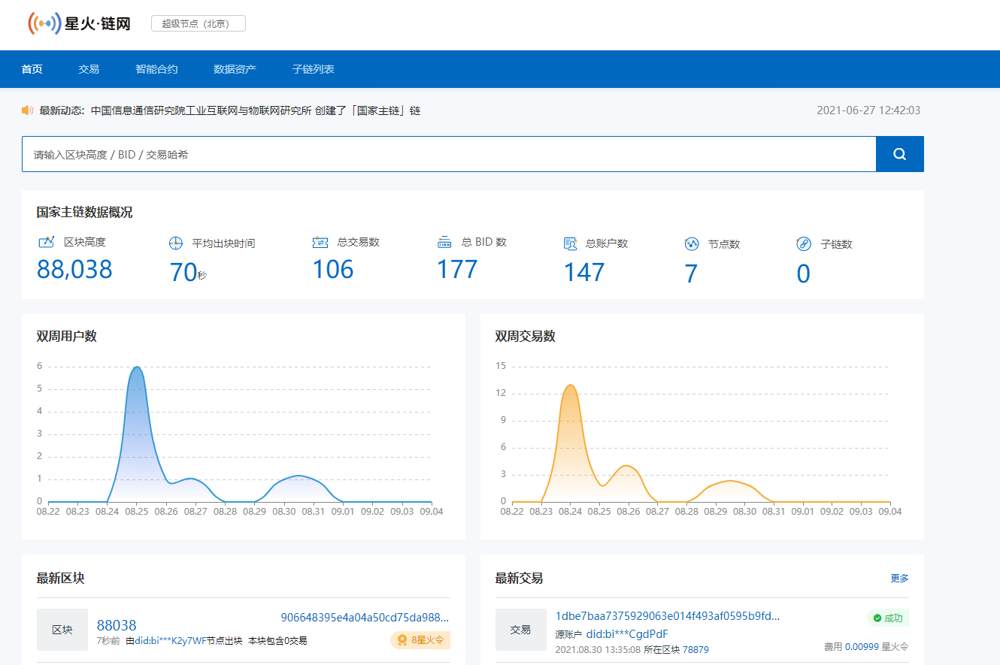 星火·链网 超级节点（北京）
首页 交易 智能合约 数据资产 子链列表
最新动态: 中国信息通信研究院工业互联网与物联网研究所 创建了「国家主链」链 2021-06-27 12:42:03
请输入区块高度 / BID / 交易哈希
国家主链数据概况
区块高度 平均出块时间 总交易数 总 BID 数 总账户数 节点数 子链数
88,038 70秒 106 177 147 7 0
双周用户数
6
5
4
3
2
1
0
08.22 08.23 08.24 08.25 08.26 08.27 08.28 08.29 08.30 08.31 09.01 09.02 09.03 09.04
双周交易数
15
12
9
6
3
0
08.22 08.23 08.24 08.25 08.26 08.27 08.28 08.29 08.30 08.31 09.01 09.02 09.03 09.04
最新区块
区块
88038 906648395e4a04a50cd75da988...
7秒前 由did:bi***K2y7WF节点出块 本块包含0交易 8星火令
最新交易 更多
交易
1dbe7baa7375929063e014f493af0595b9fd... 成功
源账户 did:bi***CgdPdF
2021.08.30 13:35:08 所在区块 78879 费用 0.00999 星火令